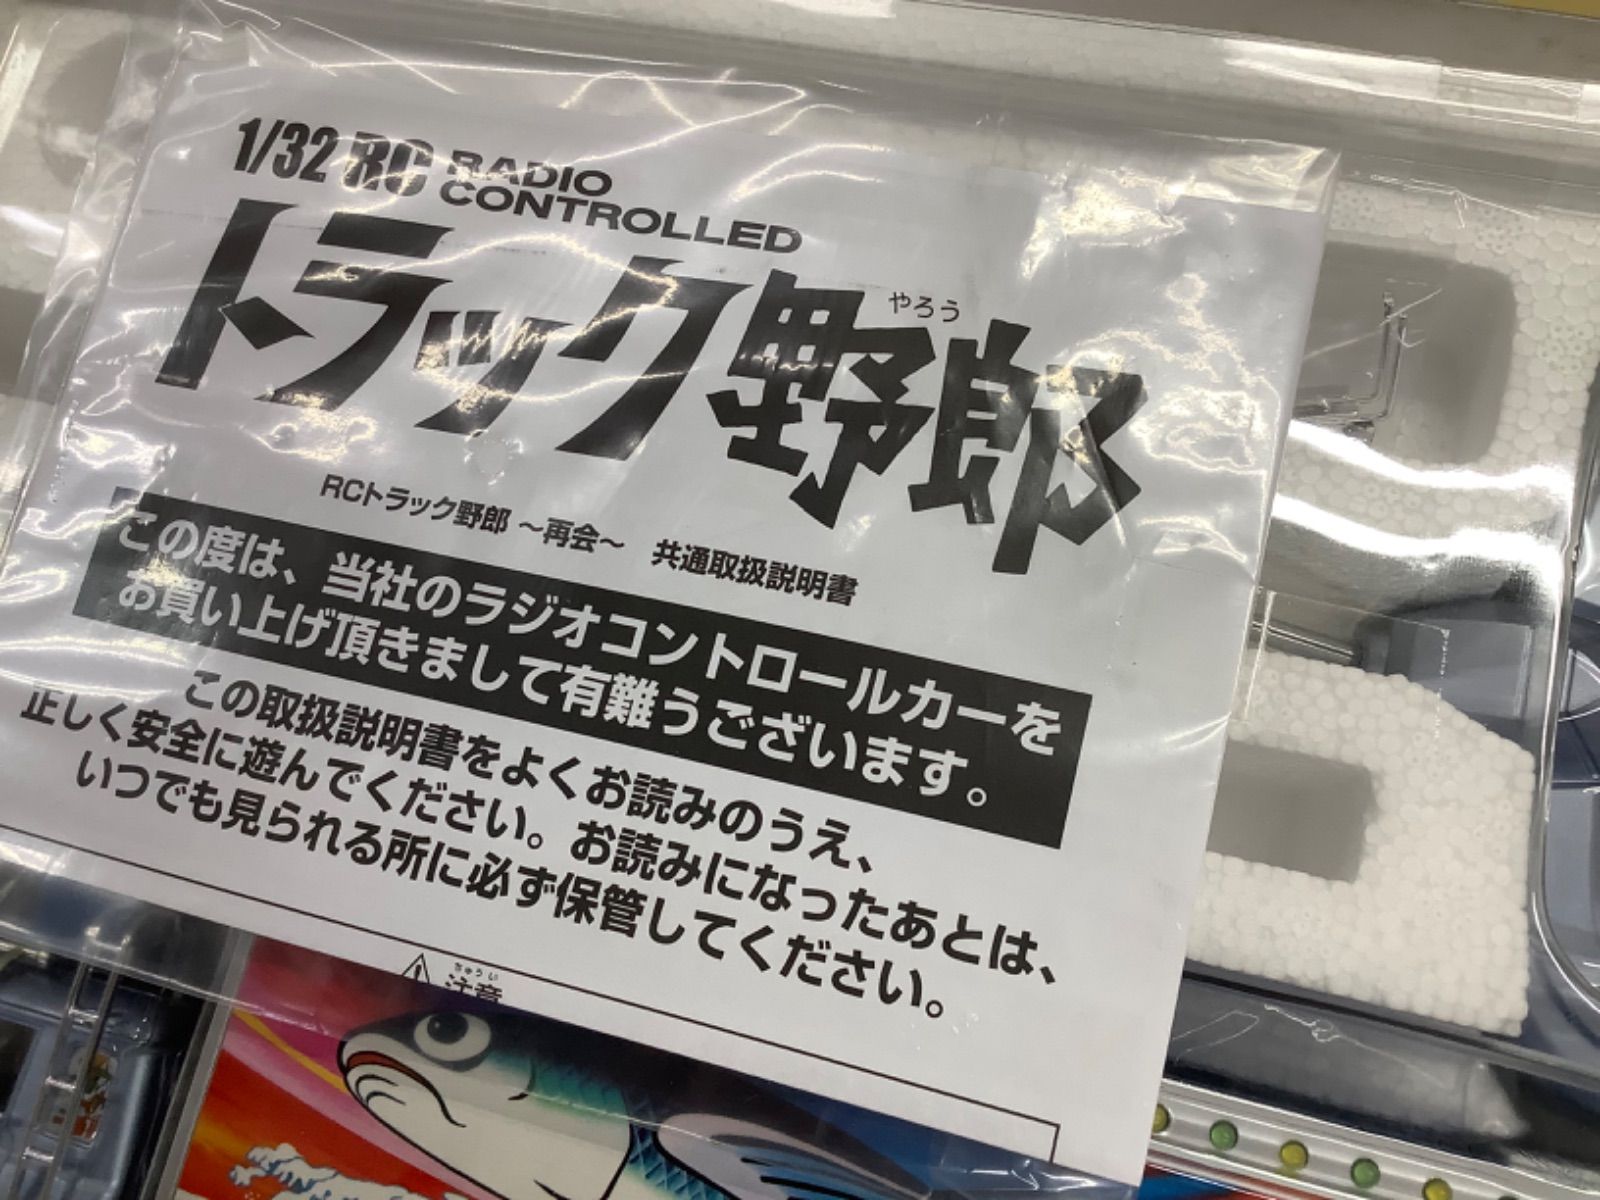 1/32 RC RADIO CONTROLLED
やろう
トラック野郎
RCトラック野郎 ～再会～ 共通取扱説明書
この度は、当社のラジオコントロールカーを
お買い上げ頂きまして有難うございます。
この取扱説明書をよくお読みのうえ、
正しく安全に遊んでください。お読みになったあとは、
いつでも見られる所に必ず保管してください。
ちゅうい
注意